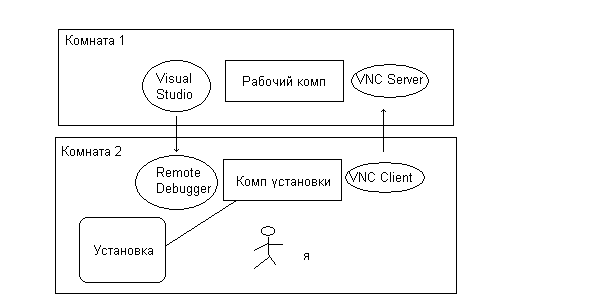 Комната 1
Visual
Studio
Рабочий комп
VNC Server
Комната 2
Remote
Debugger
Комп установки
VNC Client
Установка
я